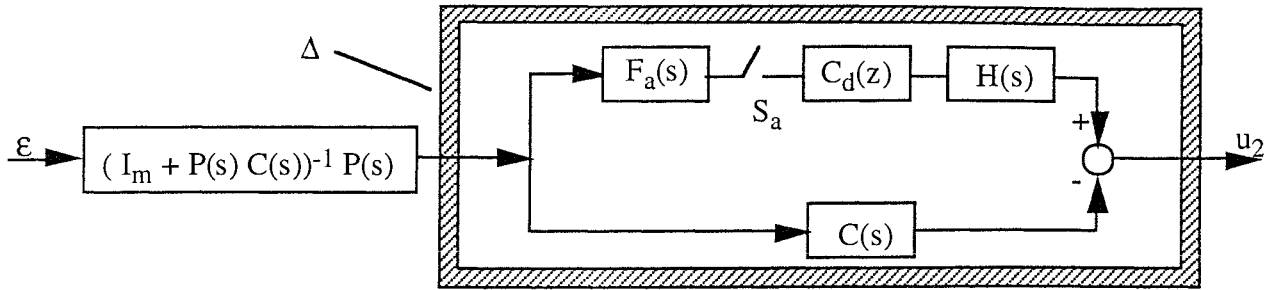 Δ
F_a(s)
S_a
C_d(z)
H(s)
+
ε
( I_m + P(s) C(s))^-1 P(s)
-
u_2
C(s)